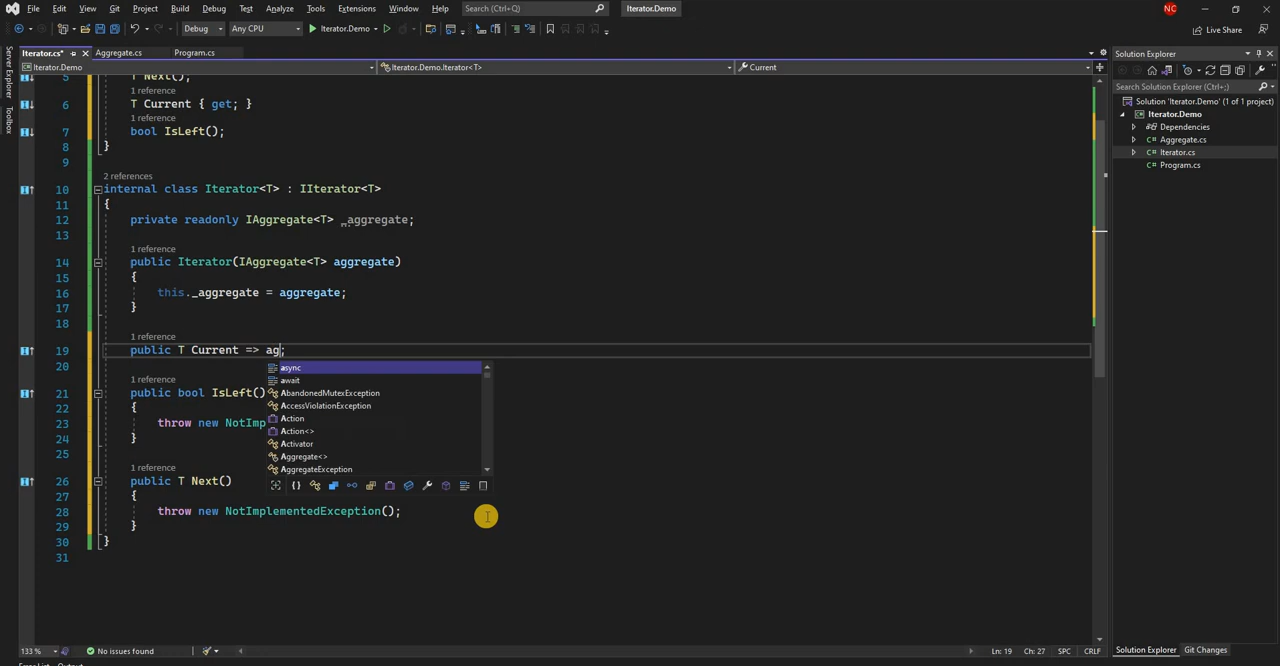 File Edit View Git Project Build Debug Test Analyze Tools Extensions Window Help Search (Ctrl+Q) Iterator.Demo NC
Debug Any CPU Iterator.Demo Live Share
Iterator.cs* Aggregate.cs Program.cs
Iterator.Demo Iterator.Demo.Iterator<T> Current
Server Explorer
Toolbox
5 T Next();
1 reference
6 T Current { get; }
1 reference
7 bool IsLeft();
8 }
9
2 references
10 internal class Iterator<T> : IIterator<T>
11 {
12 private readonly IAggregate<T> _aggregate;
13
1 reference
14 public Iterator(IAggregate<T> aggregate)
15 {
16 this._aggregate = aggregate;
17 }
18
1 reference
19 public T Current => ag;
20
1 reference
21 public bool IsLeft()
22 {
23 throw new NotImp
24 }
25
1 reference
26 public T Next()
27 {
28 throw new NotImplementedException();
29 }
30 }
31
async
await
AbandonedMutexException
AccessViolationException
Action
Action<>
Activator
Aggregate<>
AggregateException
Solution Explorer
Search Solution Explorer (Ctrl+;)
Solution 'Iterator.Demo' (1 of 1 project)
Iterator.Demo
Dependencies
Aggregate.cs
Iterator.cs
Program.cs
133 % No issues found Ln: 19 Ch: 27 SPC CRLF
Solution Explorer Git Changes
Error List Output